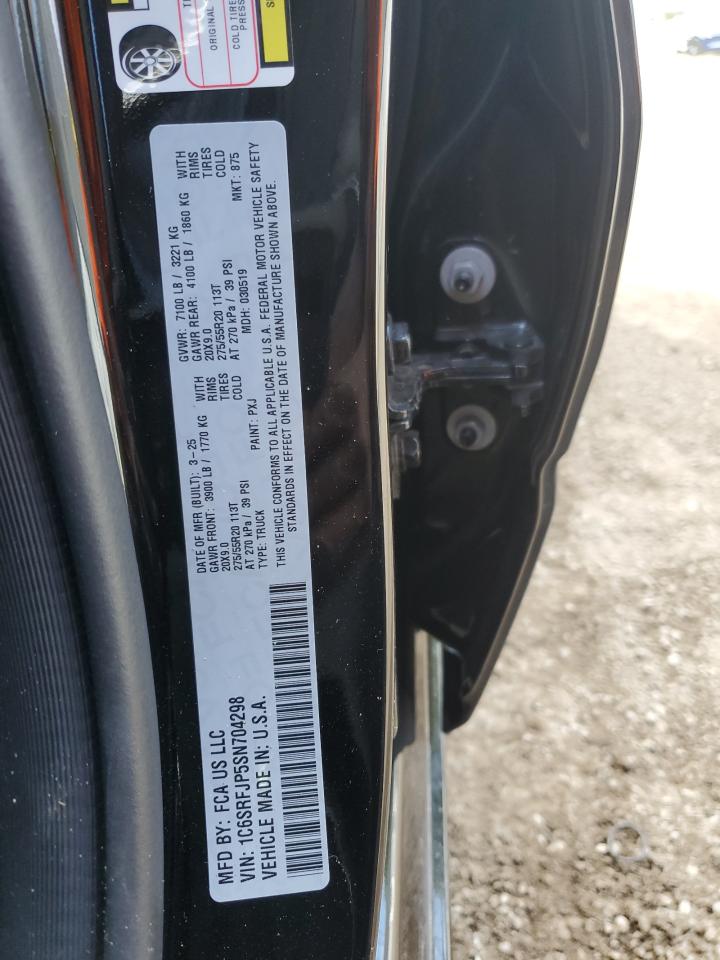 MFD BY: FCA US LLC
VIN: 1C6SRFJP5SN704298
VEHICLE MADE IN: U.S.A.
DATE OF MFR (BUILT): 3-25
GAWR FRONT: 3900 LB / 1770 KG WITH
20X9.0 RIMS
275/55R20 113T TIRES
AT 270 kPa / 39 PSI COLD
TYPE: TRUCK PAINT: PXJ
GVWR: 7100 LB / 3221 KG
GAWR REAR: 4100 LB / 1860 KG WITH
20X9.0 RIMS
275/55R20 113T TIRES
AT 270 kPa / 39 PSI COLD
MDH: 030519 MKT: 875
THIS VEHICLE CONFORMS TO ALL APPLICABLE U.S.A. FEDERAL MOTOR VEHICLE SAFETY
STANDARDS IN EFFECT ON THE DATE OF MANUFACTURE SHOWN ABOVE.
ORIGINAL
COLD TIRE
PRESS